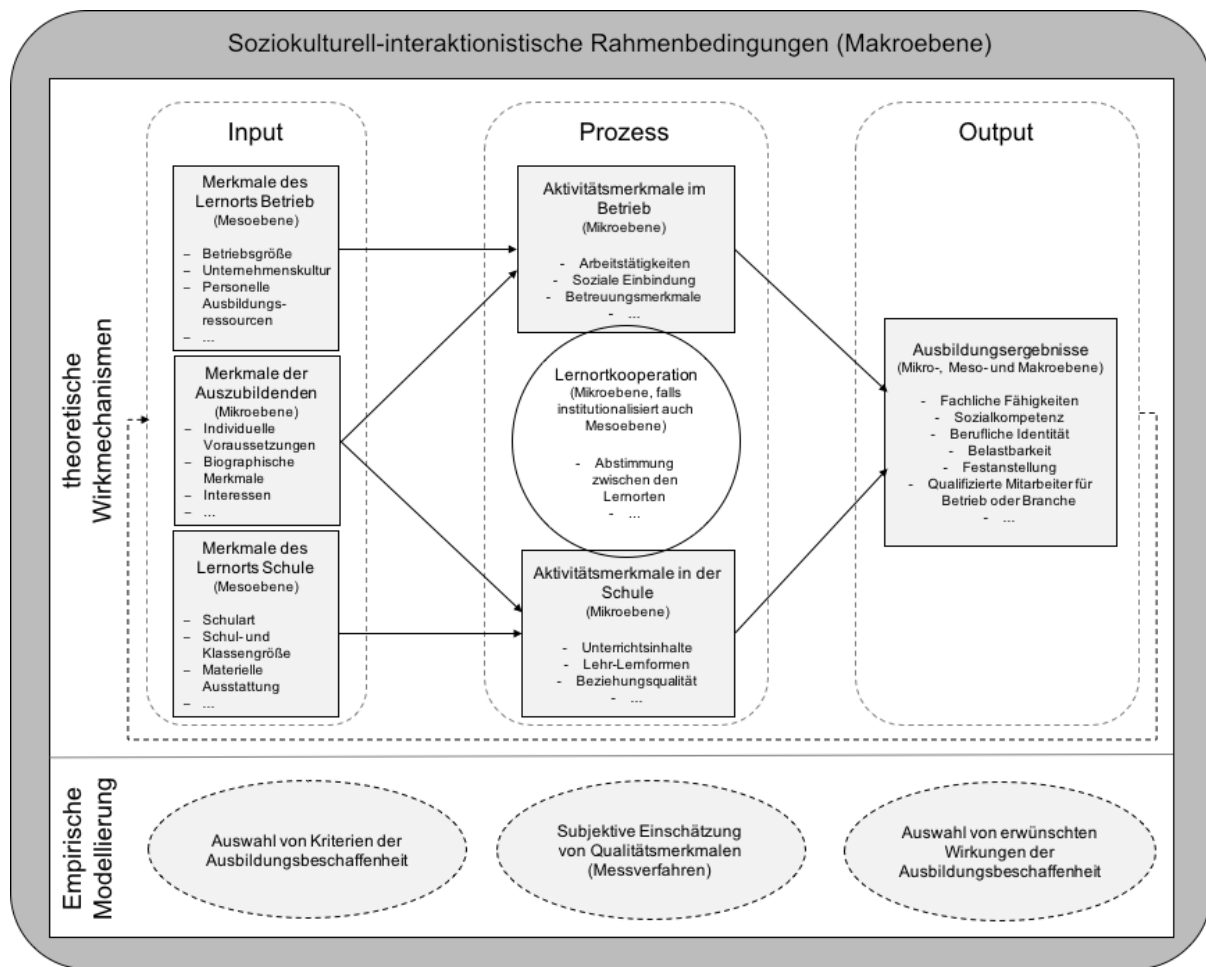 Soziokulturell-interaktionistische Rahmenbedingungen (Makroebene)
theoretische
Wirkmechanismen
Input
Merkmale des
Lernorts Betrieb
(Mesoebene)
– Betriebsgröße
– Unternehmenskultur
– Personelle
Ausbildungs-
ressourcen
– ...
Merkmale der
Auszubildenden
(Mikroebene)
– Individuelle
Voraussetzungen
– Biographische
Merkmale
– Interessen
– ...
Merkmale des
Lernorts Schule
(Mesoebene)
– Schulart
– Schul- und
Klassengröße
– Materielle
Ausstattung
– ...
Prozess
Aktivitätsmerkmale im
Betrieb
(Mikroebene)
- Arbeitstätigkeiten
- Soziale Einbindung
- Betreuungsmerkmale
- ...
Lernortkooperation
(Mikroebene, falls
institutionalisiert auch
Mesoebene)
- Abstimmung
zwischen den
Lernorten
- ...
Aktivitätsmerkmale in der
Schule
(Mikroebene)
- Unterrichtsinhalte
- Lehr-Lernformen
- Beziehungsqualität
- ...
Output
Ausbildungsergebnisse
(Mikro-, Meso- und Makroebene)
- Fachliche Fähigkeiten
- Sozialkompetenz
- Berufliche Identität
- Belastbarkeit
- Festanstellung
- Qualifizierte Mitarbeiter für
Betrieb oder Branche
- ...
Empirische
Modellierung
Auswahl von Kriterien der
Ausbildungsbeschaffenheit
Subjektive Einschätzung
von Qualitätsmerkmalen
(Messverfahren)
Auswahl von erwünschten
Wirkungen der
Ausbildungsbeschaffenheit